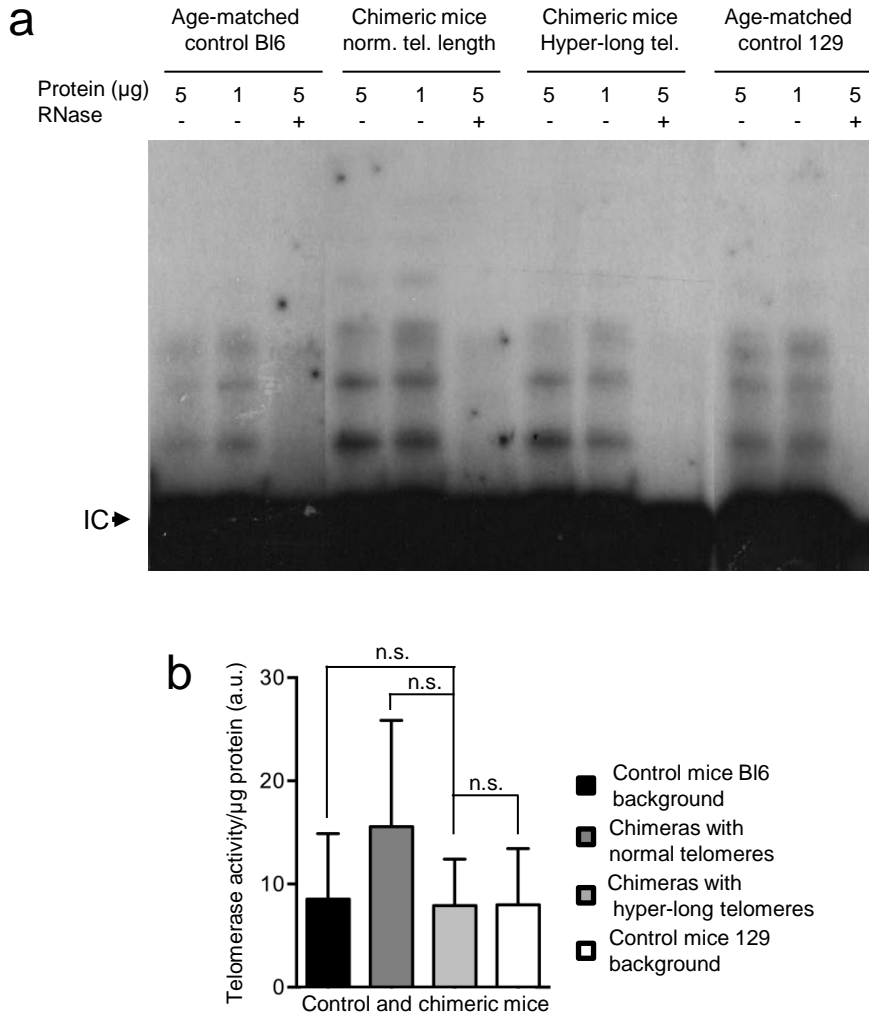 a
Age-matched
control Bl6
Chimeric mice
norm. tel. length
Chimeric mice
Hyper-long tel.
Age-matched
control 129
Protein (µg) 5 1 5 5 1 5 5 1 5 5 1 5
RNase - - + - - + - - + - - +
IC
b
n.s.
n.s.
n.s.
30
20
10
0
Telomerase activity/µg protein (a.u.)
Control and chimeric mice
Control mice Bl6
background
Chimeras with
normal telomeres
Chimeras with
hyper-long telomeres
Control mice 129
background